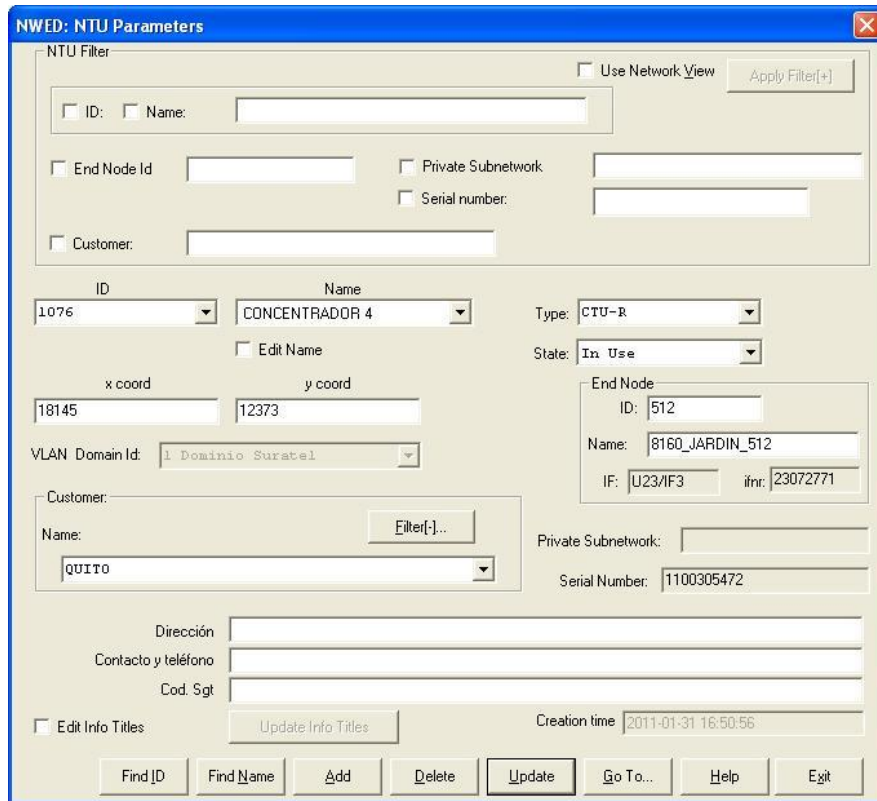 NWED: NTU Parameters
NTU Filter
Use Network View
Apply Filter[+]
ID: Name:
End Node Id
Private Subnetwork
Serial number:
Customer:
ID Name
1076 CONCENTRADOR 4 Type: CTU-R
Edit Name State: In Use
x coord y coord
18145 12373
End Node
ID: 512
Name: 8160_JARDIN_512
IF: U23/IF3 ifnr: 23072771
VLAN Domain Id: 1 Dominio Suratel
Customer:
Name: Filter[-]...
QUITO
Private Subnetwork:
Serial Number: 1100305472
Dirección
Contacto y teléfono
Cod. Sgt
Edit Info Titles Update Info Titles Creation time 2011-01-31 16:50:56
Find ID Find Name Add Delete Update Go To... Help Exit